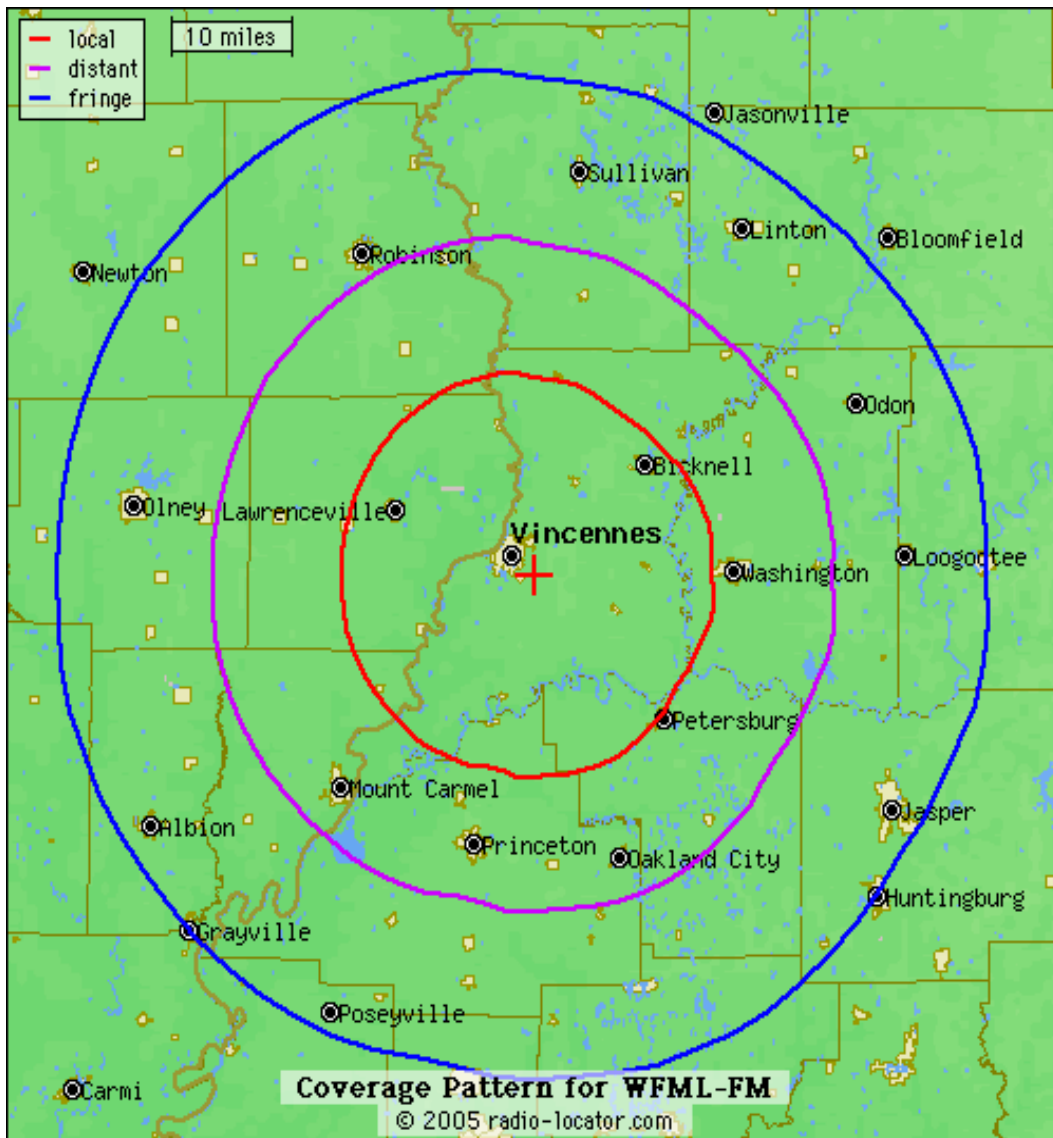 local
distant
fringe
10 miles
Jasonville
Sullivan
Linton
Bloomfield
Robinson
Newton
Odon
Bicknell
Olney
Lawrenceville
Vincennes
Loogootee
Washington
Petersburg
Mount Carmel
Jasper
Albion
Princeton
Oakland City
Huntingburg
Grayville
Poseyville
Carmi
Coverage Pattern for WFML-FM
© 2005 radio-locator.com